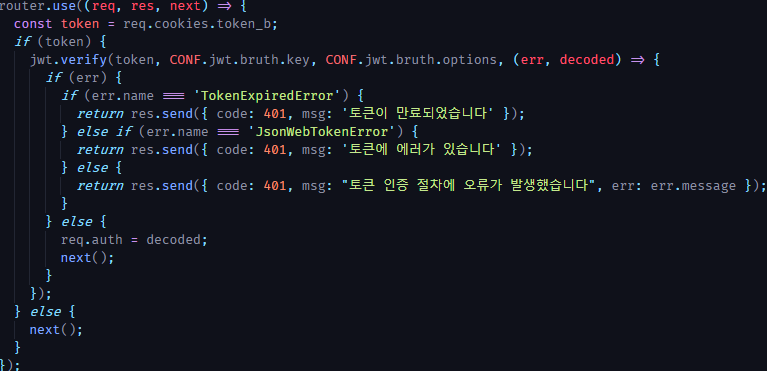 router.use((req, res, next) => {
const token = req.cookies.token_b;
if (token) {
jwt.verify(token, CONF.jwt.bruth.key, CONF.jwt.bruth.options, (err, decoded) => {
if (err) {
if (err.name === 'TokenExpiredError') {
return res.send({ code: 401, msg: '토큰이 만료되었습니다' });
} else if (err.name === 'JsonWebTokenError') {
return res.send({ code: 401, msg: '토큰에 에러가 있습니다' });
} else {
return res.send({ code: 401, msg: "토큰 인증 절차에 오류가 발생했습니다", err: err.message });
}
} else {
req.auth = decoded;
next();
}
});
} else {
next();
}
});